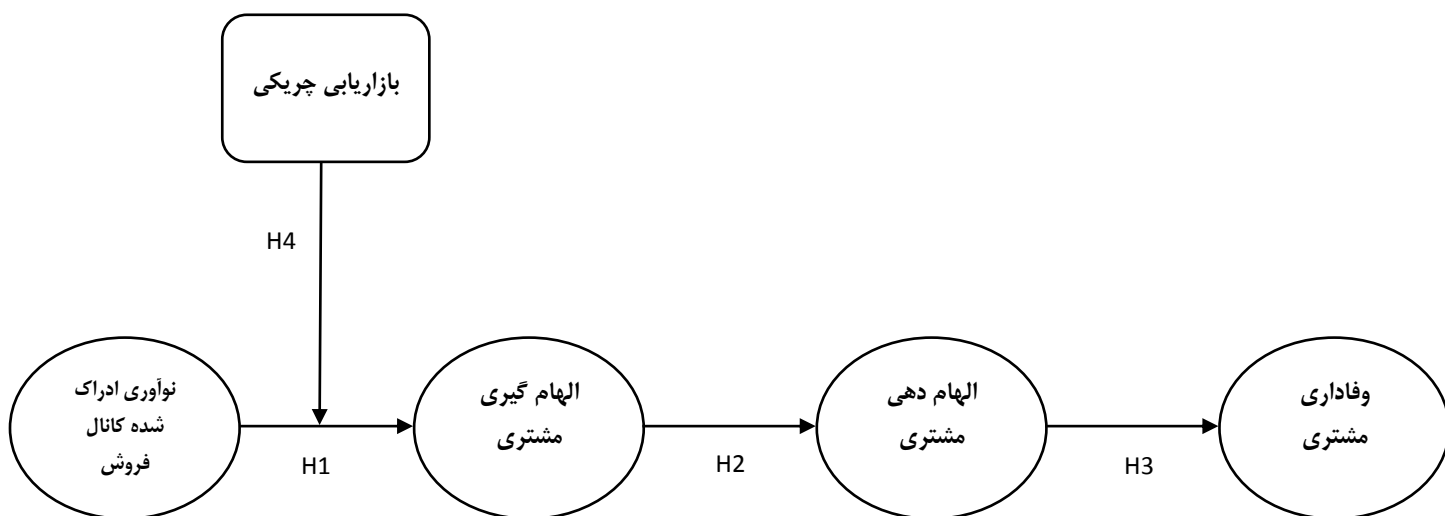 بازاریابی چریکی
H4
نوآوری ادراک
شده کانال
فروش
H1
الهام گیری
مشتری
H2
الهام دهی
مشتری
H3
وفاداری
مشتری